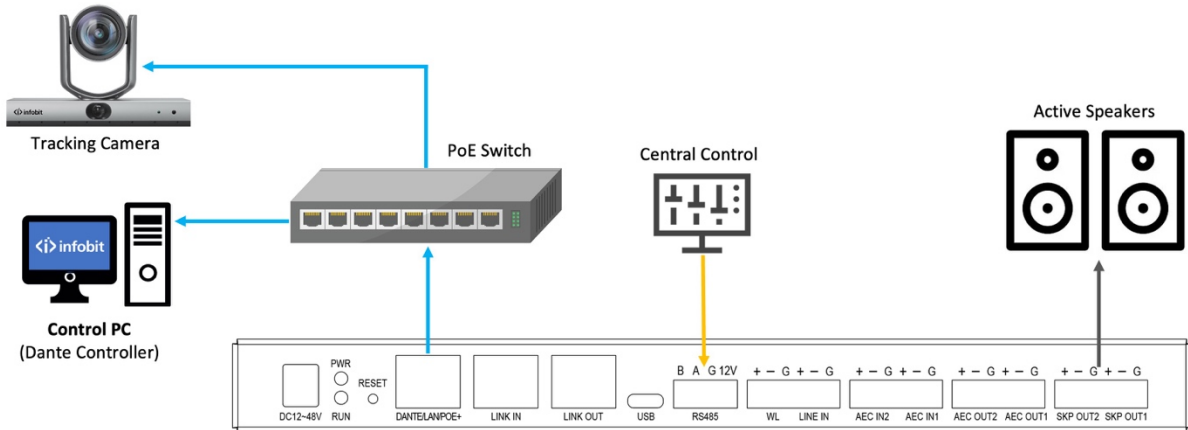 infobit
Tracking Camera
PoE Switch
Central Control
Active Speakers
<i> infobit
Control PC
(Dante Controller)
PWR
RESET
RUN
DC12~48V
DANTE/LAN/POE+
LINK IN
LINK OUT
USB
B A G 12V
RS485
+ - G + - G
WL LINE IN
+ - G + - G
AEC IN2 AEC IN1
+ - G + - G
AEC OUT2 AEC OUT1
+ - G + - G
SKP OUT2 SKP OUT1